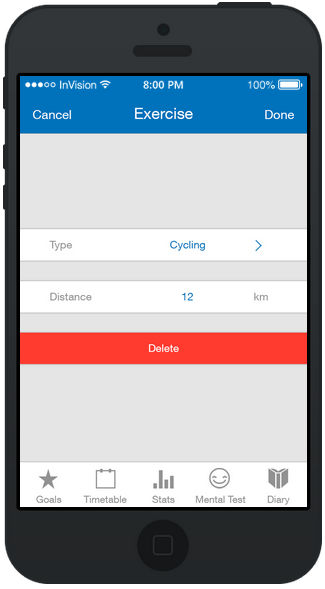 InVision 8:00 PM 100%
Cancel Exercise Done
Type Cycling
Distance 12 km
Delete
Goals Timetable Stats Mental Test Diary